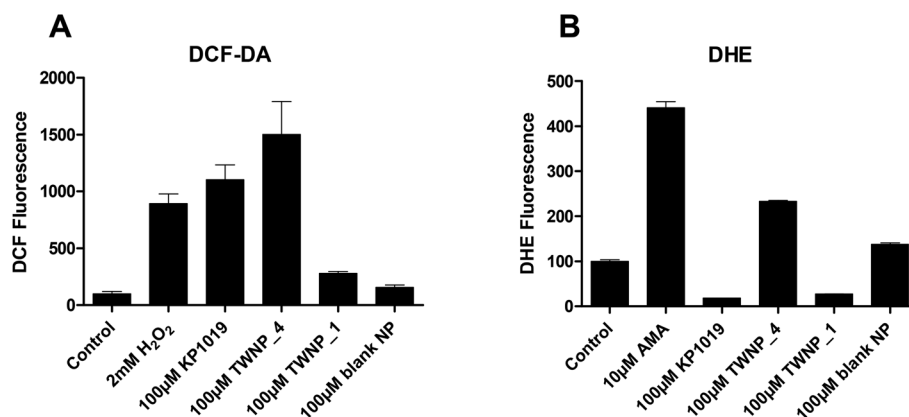 A
DCF-DA
DCF Fluorescence
2000
1500
1000
500
0
Control
2mM H₂O₂
100µM KP1019
100µM TWNP_4
100µM TWNP_1
100µM blank NP
B
DHE
DHE Fluorescence
500
400
300
200
100
0
Control
10µM AMA
100µM KP1019
100µM TWNP_4
100µM TWNP_1
100µM blank NP